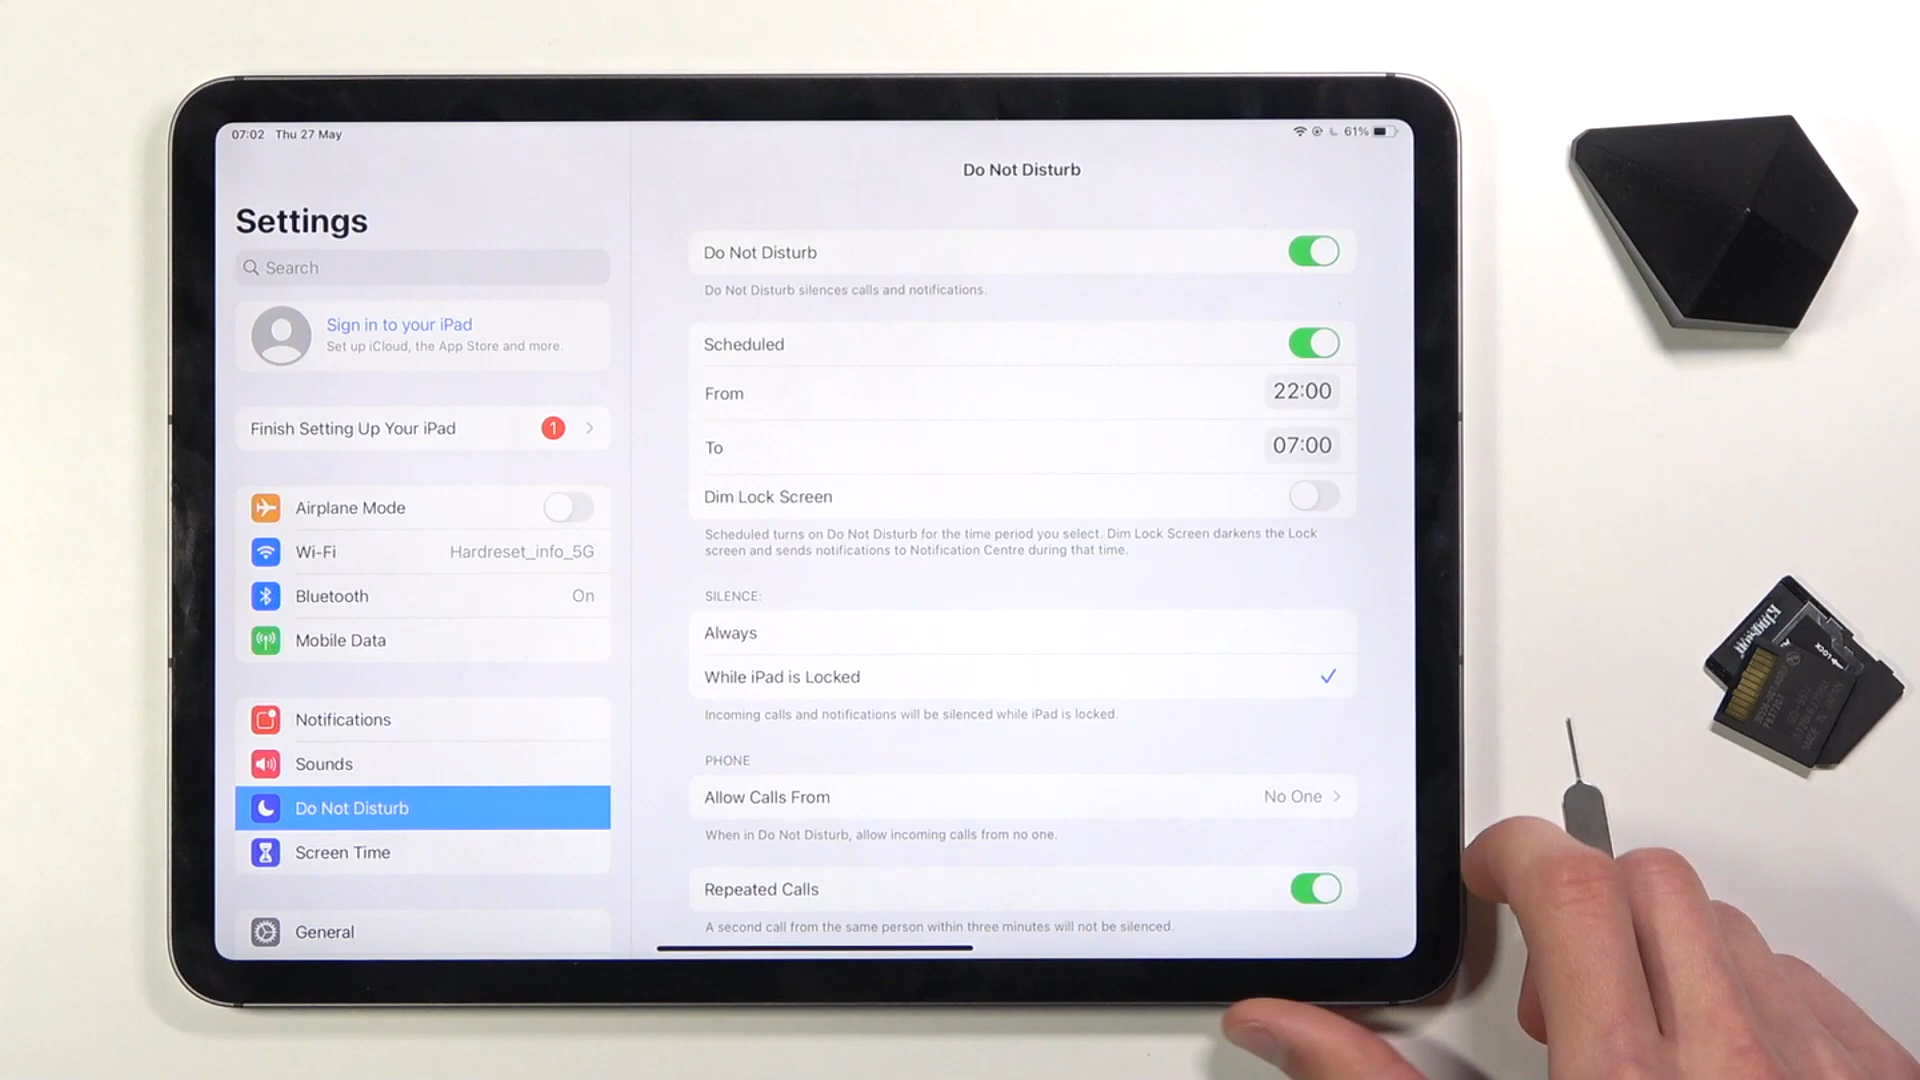 07:02 Thu 27 May
61%
Settings
Search
Sign in to your iPad
Set up iCloud, the App Store and more.
Finish Setting Up Your iPad 1
Airplane Mode
Wi-Fi Hardreset_info_5G
Bluetooth On
Mobile Data
Notifications
Sounds
Do Not Disturb
Screen Time
General
Do Not Disturb
Do Not Disturb
Do Not Disturb silences calls and notifications.
Scheduled
From 22:00
To 07:00
Dim Lock Screen
Scheduled turns on Do Not Disturb for the time period you select. Dim Lock Screen darkens the Lock
screen and sends notifications to Notification Centre during that time.
SILENCE:
Always
While iPad is Locked
Incoming calls and notifications will be silenced while iPad is locked.
PHONE
Allow Calls From No One
When in Do Not Disturb, allow incoming calls from no one.
Repeated Calls
A second call from the same person within three minutes will not be silenced.
Kingston
LOCK